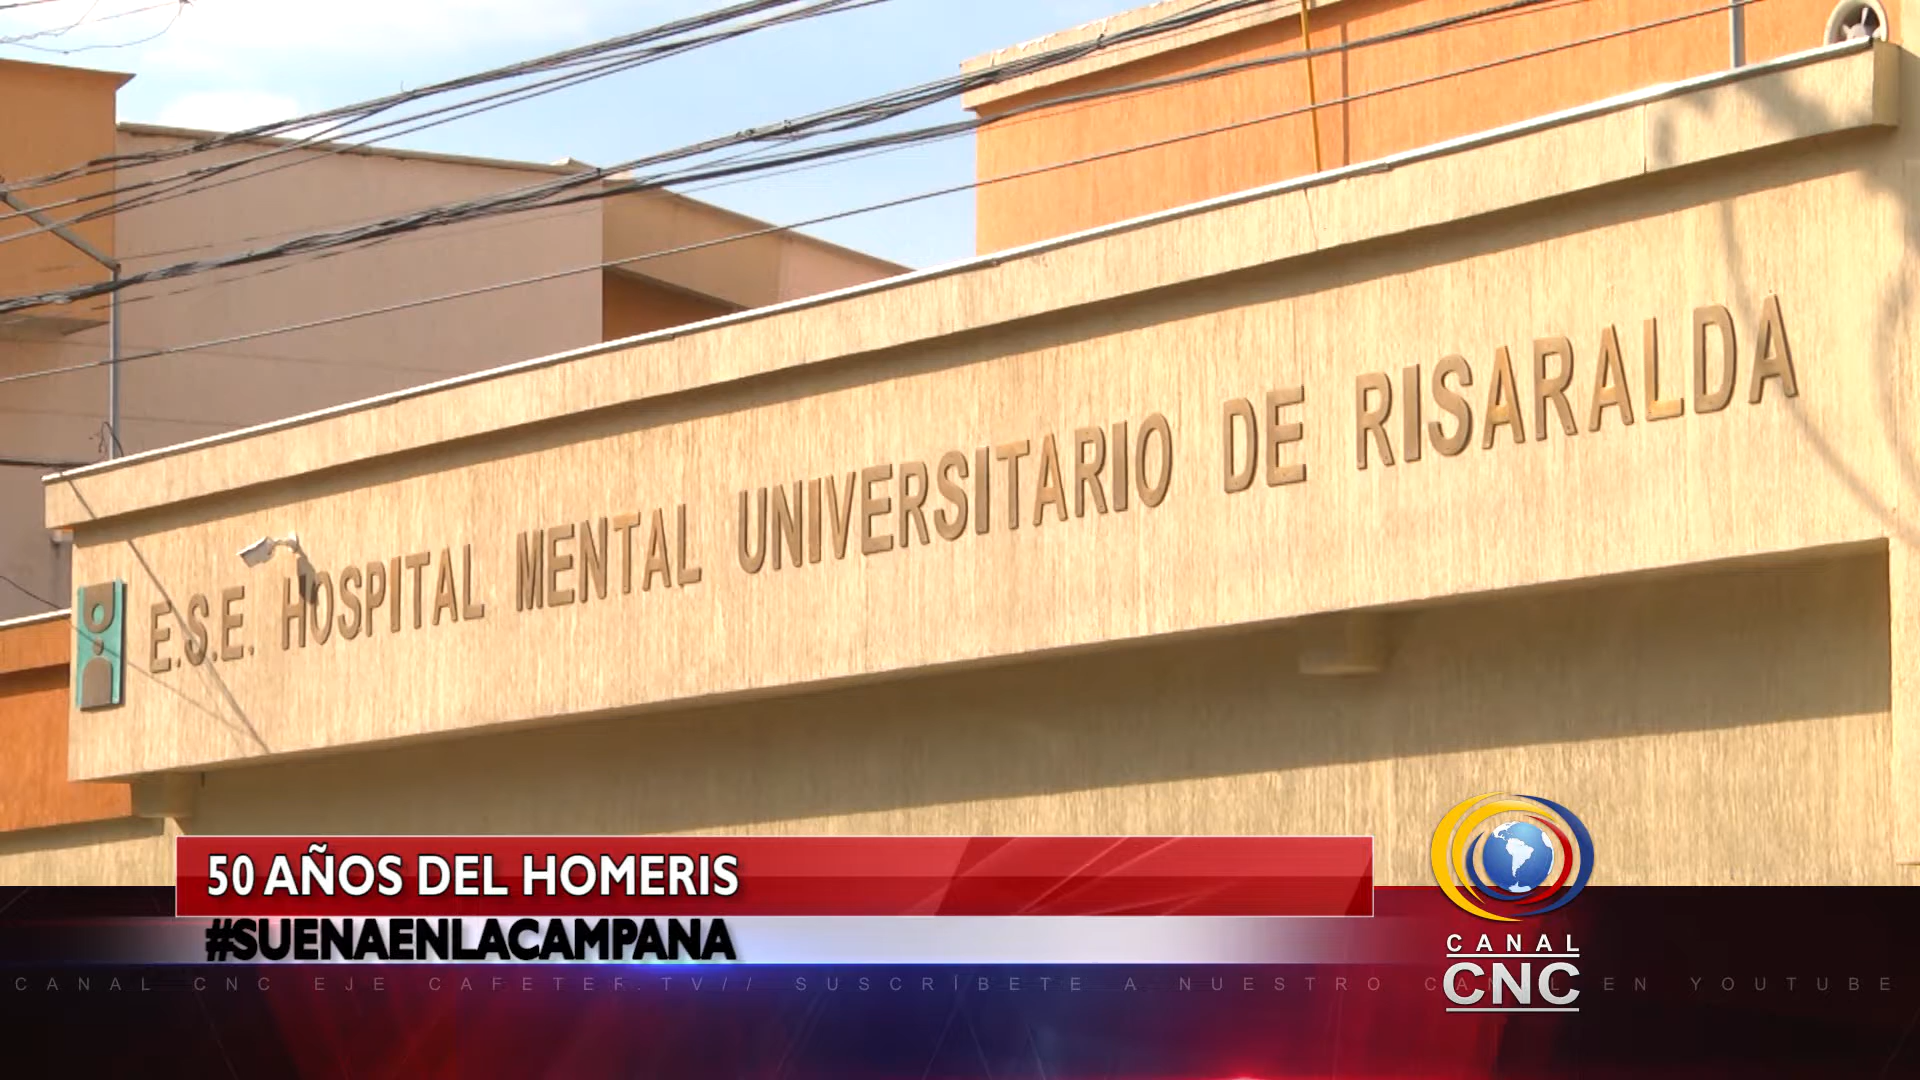 E.S.E. HOSPITAL MENTAL UNIVERSITARIO DE RISARALDA
50 AÑOS DEL HOMERIS
#SUENAENLACAMPANA
CANAL
CNC
CANAL CNC EJE CAFETEF.TV// SUSCRÍBETE A NUESTRO CANAL EN YOUTUBE